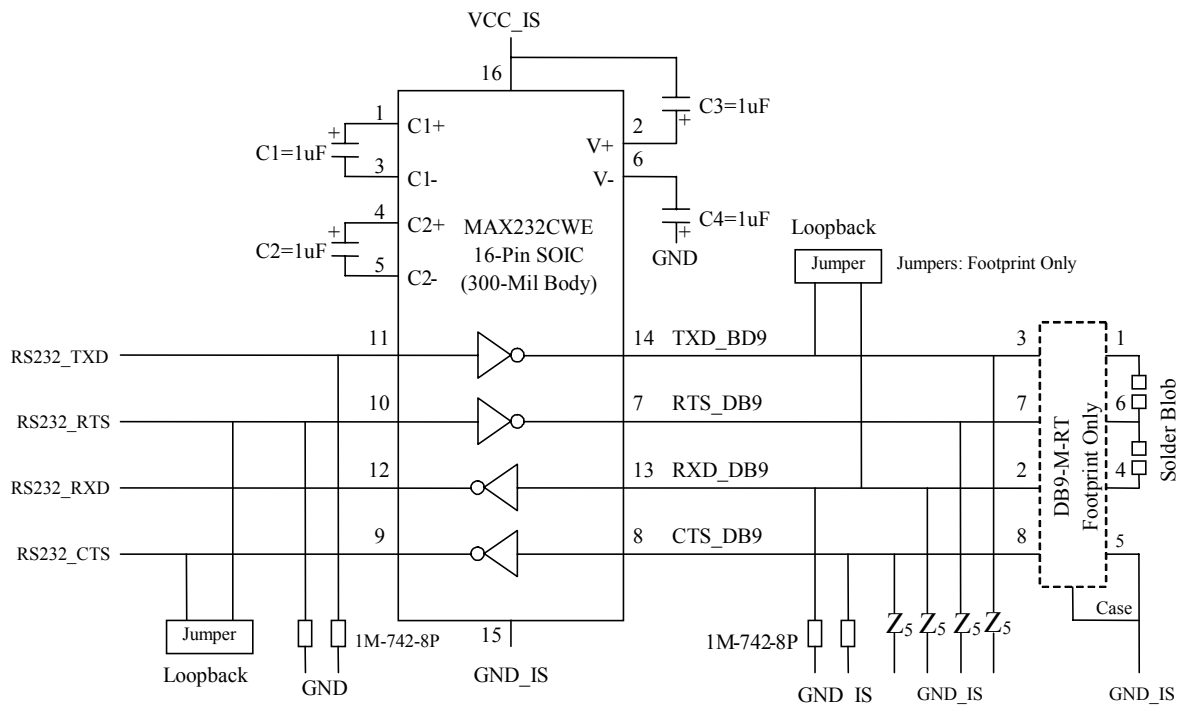 VCC_IS
16
C3=1uF
+
1
C1+
2
V+
+
C1=1uF
6
3
C1-
V-
4
C2+
MAX232CWE
+
C4=1uF
+
Loopback
C2=1uF
16-Pin SOIC
GND
5
C2-
(300-Mil Body)
Jumper
Jumpers: Footprint Only
RS232_TXD
11
14
TXD_BD9
3
1
RS232_RTS
10
7
RTS_DB9
7
6
RS232_RXD
12
13
RXD_DB9
2
4
RS232_CTS
9
8
CTS_DB9
8
5
DB9-M-RT
Footprint Only
Solder Blob
Case
Jumper
Loopback
1M-742-8P
GND
15
GND_IS
1M-742-8P
Z5
Z5
Z5
Z5
GND_IS
GND_IS
GND_IS